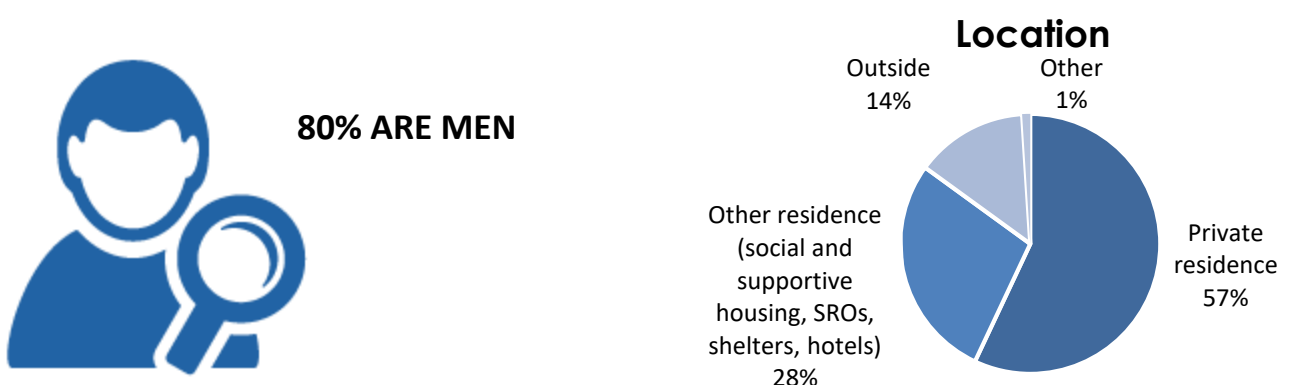 80% ARE MEN
Location
Outside
14%
Other
1%
Other residence
(social and
supportive
housing, SROs,
shelters, hotels)
28%
Private
residence
57%